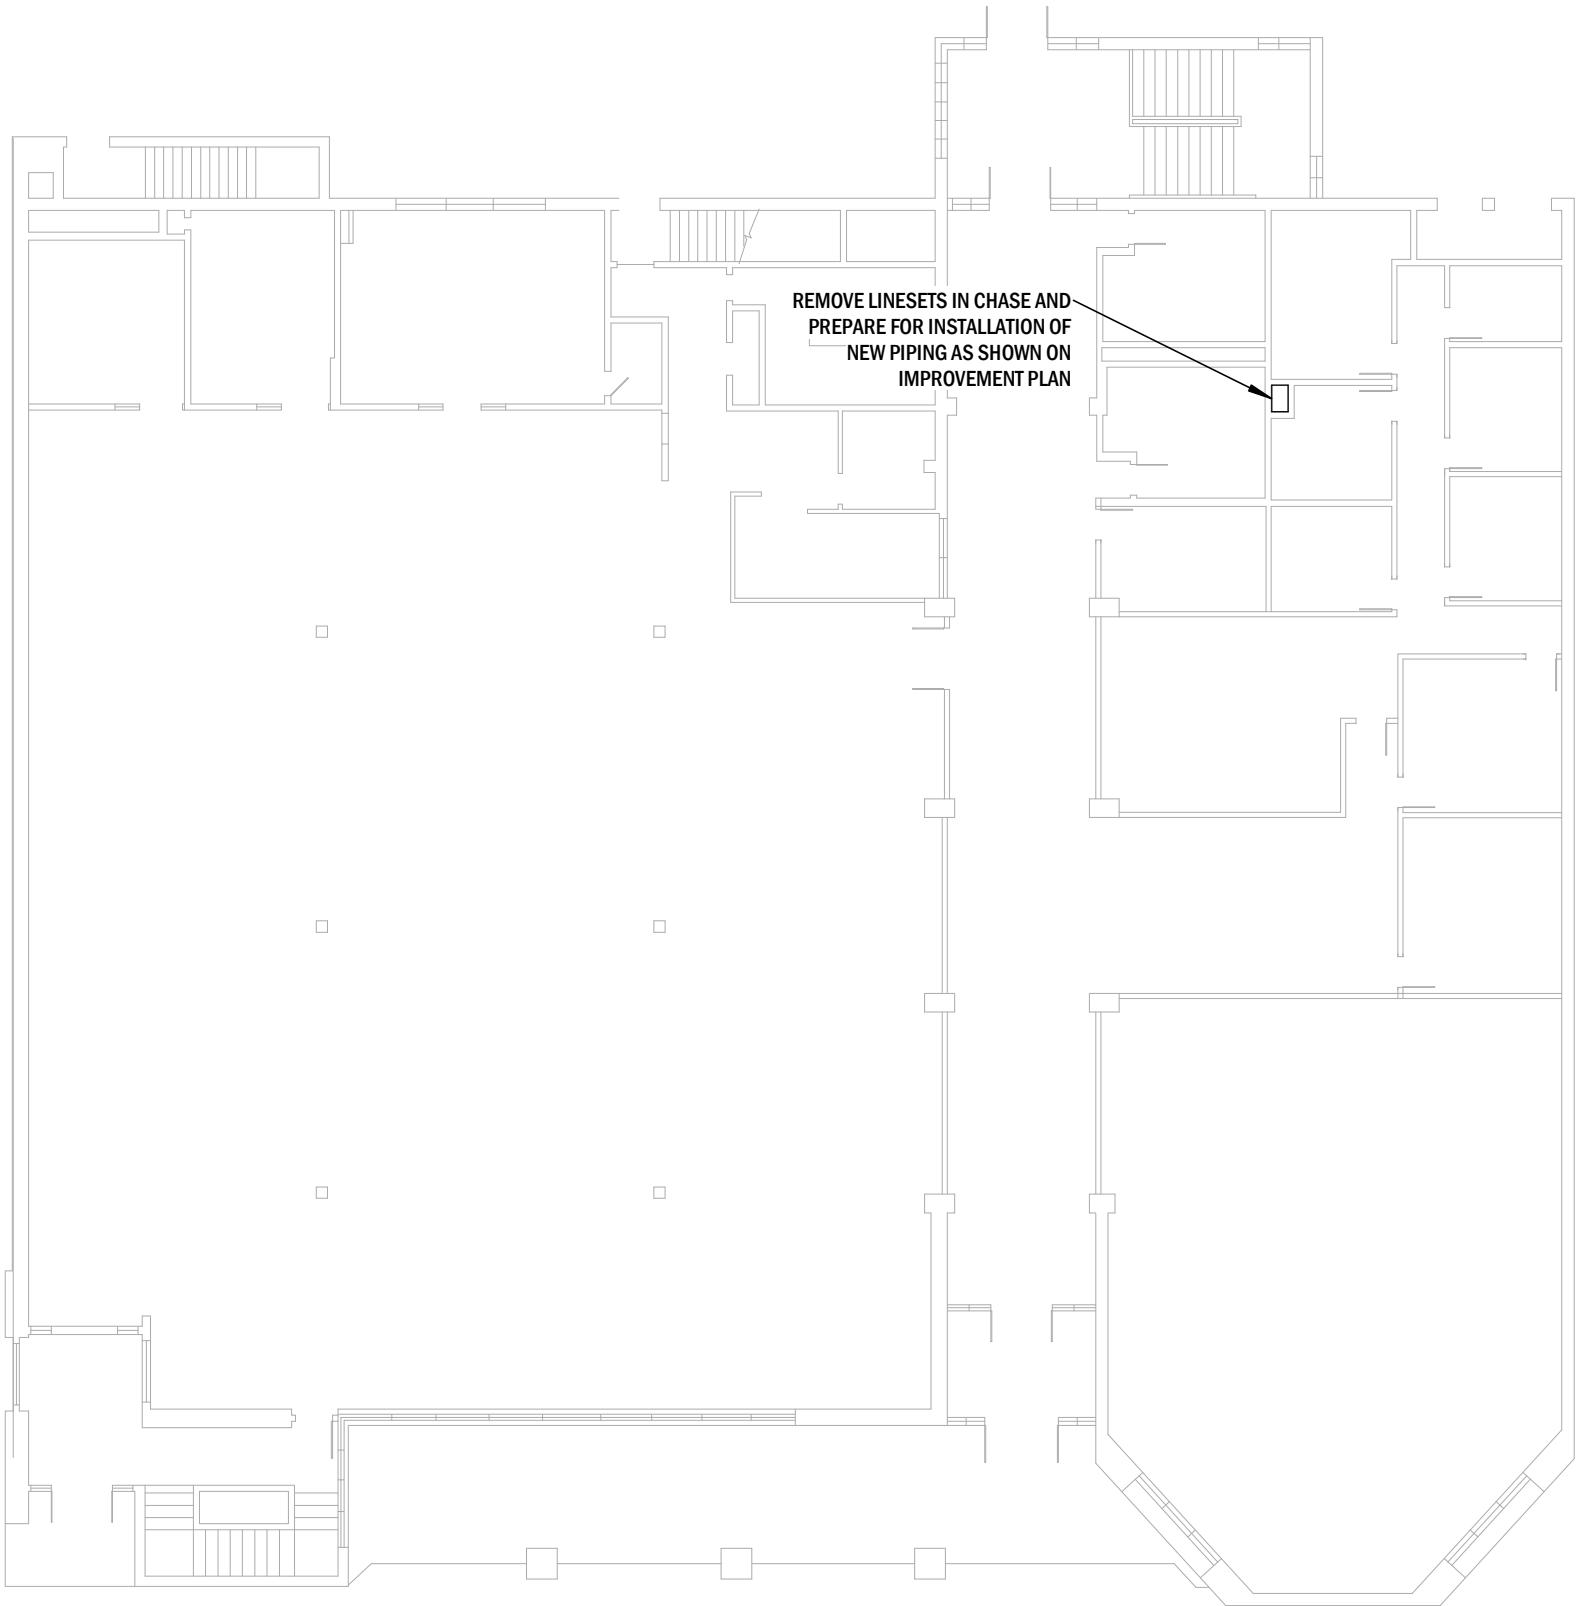 REMOVE LINESETS IN CHASE AND
PREPARE FOR INSTALLATION OF
NEW PIPING AS SHOWN ON
IMPROVEMENT PLAN